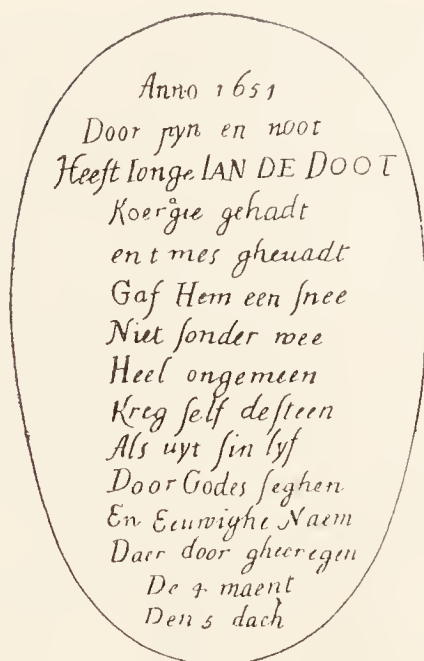 Anno 1651
Door pyn en noot
Heeft Ionge IAN DE DOOT
Koergie gehadt
en t mes gheuadt
Gaf Hem een ſnee
Niet ſonder wee
Heel ongemeen
Kreg ſelf deſteen
Als uyt ſin lyf
Door Godes ſeghen
En Eeuwighe Naem
Daer door gheeregen
De 4 maent
Den 5 dach